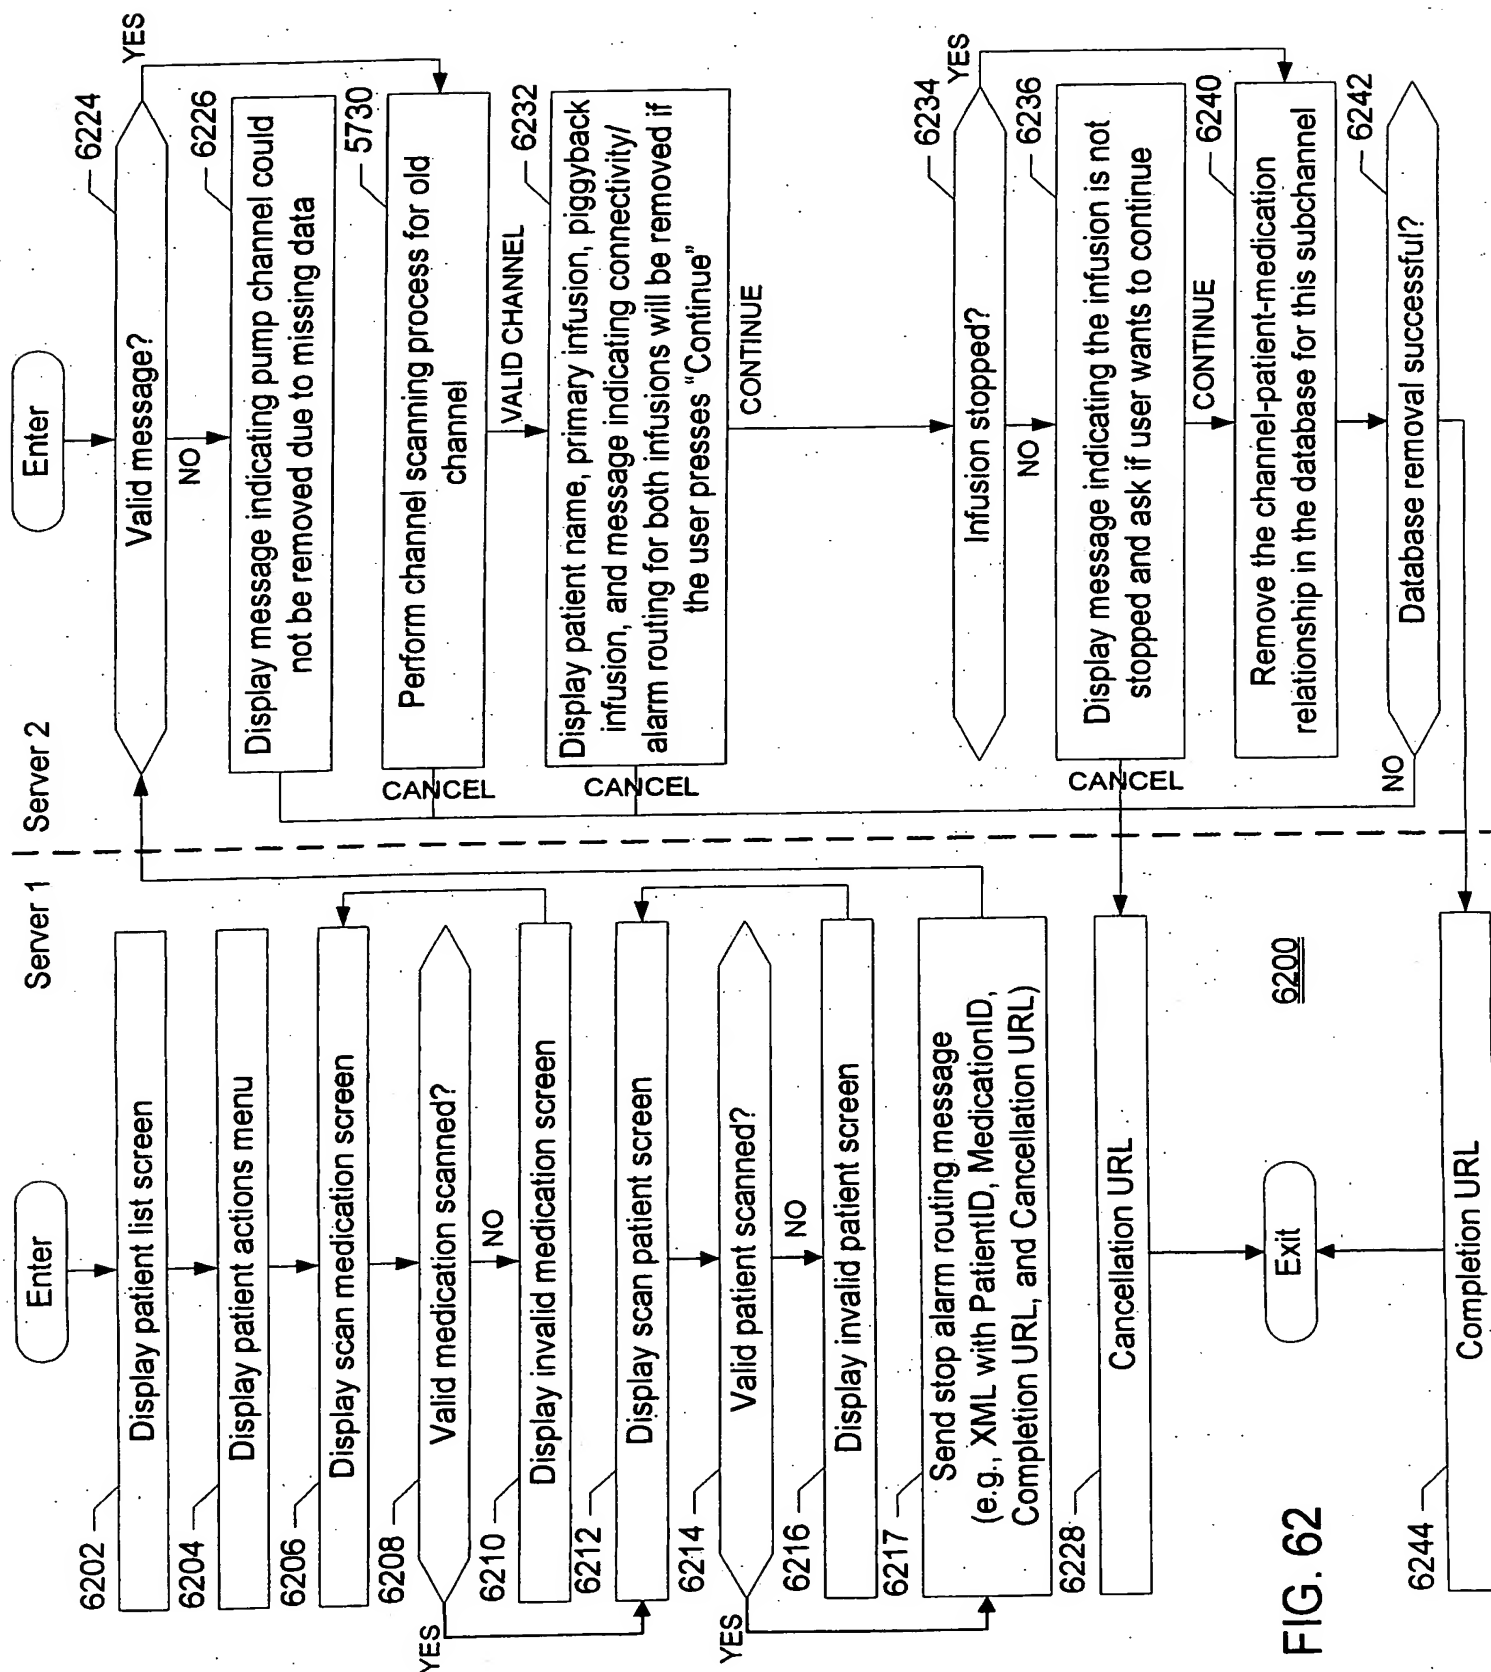 Server 1
Server 2
Enter
6202
Display patient list screen
6204
Display patient actions menu
6206
Display scan medication screen
6208
Valid medication scanned?
YES
NO
6210
Display invalid medication screen
6212
Display scan patient screen
6214
Valid patient scanned?
YES
NO
6216
Display invalid patient screen
6217
Send stop alarm routing message
(e.g., XML with PatientID, MedicationID,
Completion URL, and Cancellation URL)
6228
Cancellation URL
Exit
6200
6244
Completion URL
FIG. 62
Enter
6224
Valid message?
YES
NO
6226
Display message indicating pump channel could
not be removed due to missing data
5730
Perform channel scanning process for old
channel
CANCEL
VALID CHANNEL
6232
Display patient name, primary infusion, piggyback
infusion, and message indicating connectivity/
alarm routing for both infusions will be removed if
the user presses "Continue"
CANCEL
CONTINUE
6234
Infusion stopped?
YES
NO
6236
Display message indicating the infusion is not
stopped and ask if user wants to continue
CANCEL
CONTINUE
6240
Remove the channel-patient-medication
relationship in the database for this subchannel
6242
Database removal successful?
NO